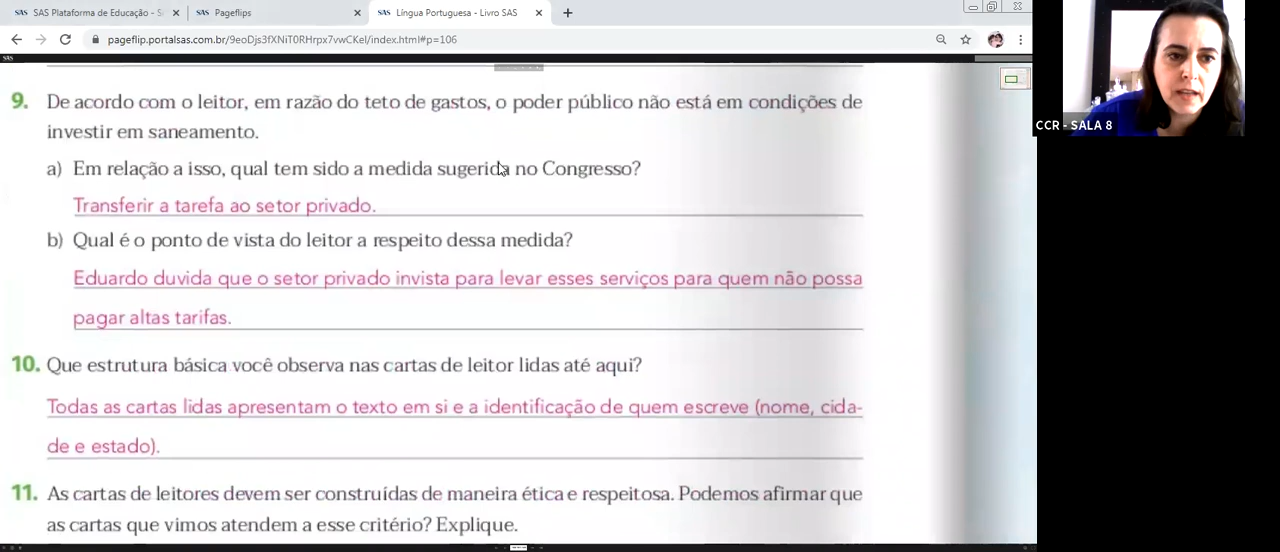 SAS SAS Plataforma de Educação - S
SAS Pageflips
SAS Língua Portuguesa - Livro SAS
pageflip.portalsas.com.br/9eoDjs3fXNiT0RHrpx7vwCKel/index.html#p=106
SAS
9. De acordo com o leitor, em razão do teto de gastos, o poder público não está em condições de
investir em saneamento.
a) Em relação a isso, qual tem sido a medida sugerida no Congresso?
Transferir a tarefa ao setor privado.
b) Qual é o ponto de vista do leitor a respeito dessa medida?
Eduardo duvida que o setor privado invista para levar esses serviços para quem não possa
pagar altas tarifas.
10. Que estrutura básica você observa nas cartas de leitor lidas até aqui?
Todas as cartas lidas apresentam o texto em si e a identificação de quem escreve (nome, cida-
de e estado).
11. As cartas de leitores devem ser construídas de maneira ética e respeitosa. Podemos afirmar que
as cartas que vimos atendem a esse critério? Explique.
CCR - SALA 8